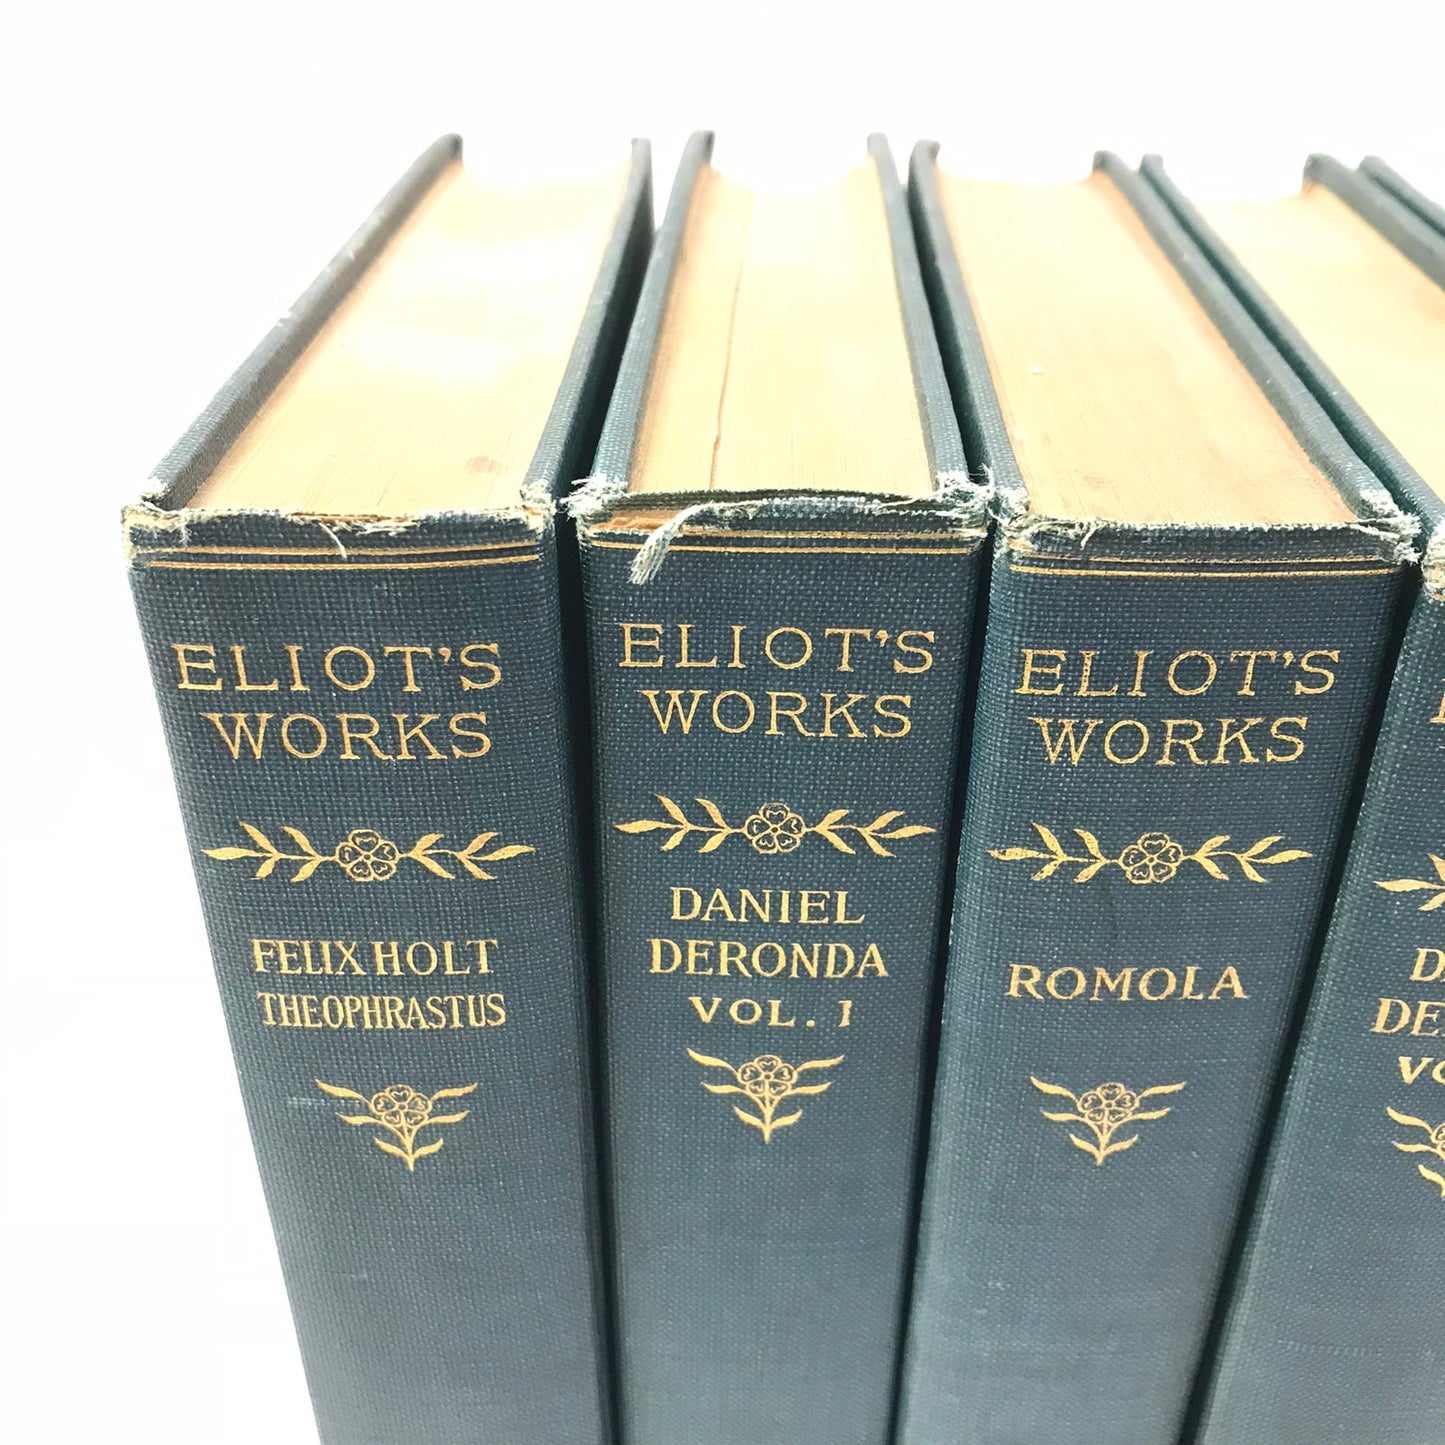 ELIOT'S
WORKS
FELIX HOLT
THEOPHRASTUS
ELIOT'S
WORKS
DANIEL
DERONDA
VOL. 1
ELIOT'S
WORKS
ROMOLA